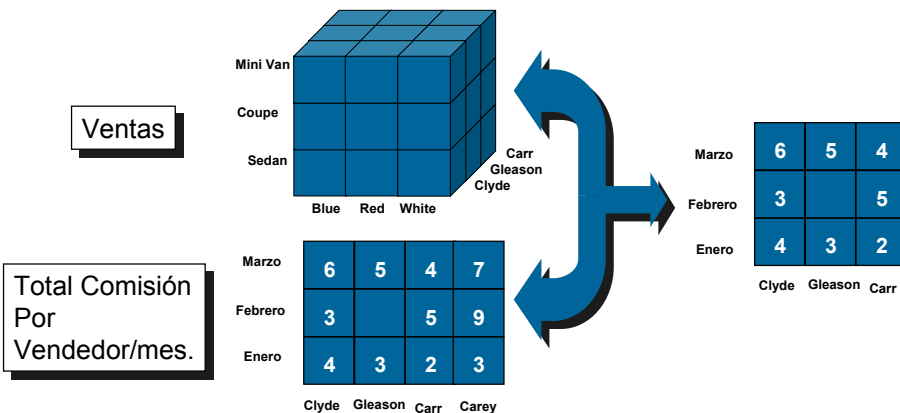 Ventas
Mini Van
Coupe
Sedan
Blue Red White
Carr
Gleason
Clyde
Total Comisión
Por
Vendedor/mes.
Marzo 6 5 4 7
Febrero 3 5 9
Enero 4 3 2 3
Clyde Gleason Carr Carey
Marzo 6 5 4
Febrero 3 5
Enero 4 3 2
Clyde Gleason Carr